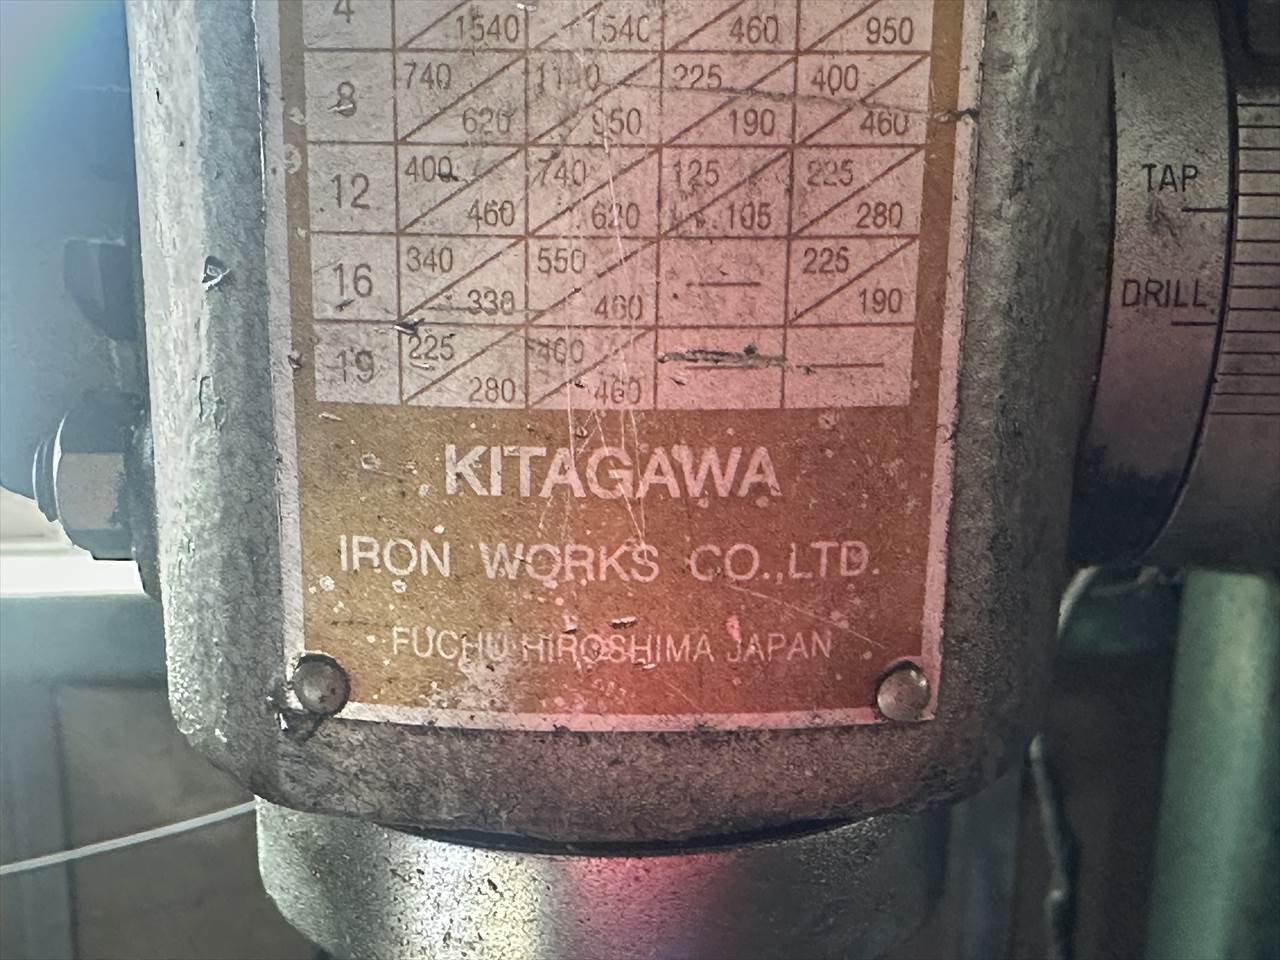 4 1540 1540 460 950
8 740 620 1100 950 225 190 400 460
12 400 460 740 620 125 105 225 280
16 340 338 550 460 — 225 190
19 225 280 400 460 — —
KITAGAWA
IRON WORKS CO.,LTD.
FUCHU HIROSHIMA JAPAN
TAP
DRILL